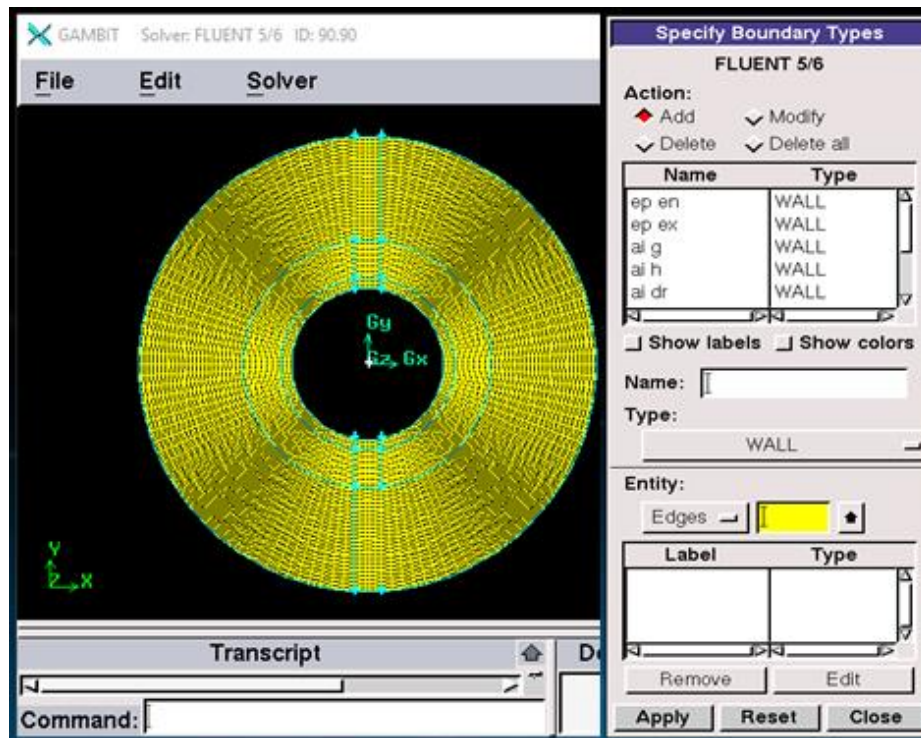 GAMBIT Solver: FLUENT 5/6 ID: 90.90
File Edit Solver
Gy
Gz Gx
Y
Z X
Transcript
De
Command:
Specify Boundary Types
FLUENT 5/6
Action:
Add Modify
Delete Delete all
Name Type
ep en WALL
ep ex WALL
ai g WALL
ai h WALL
ai dr WALL
Show labels Show colors
Name:
Type:
WALL
Entity:
Edges
Label Type
Remove Edit
Apply Reset Close